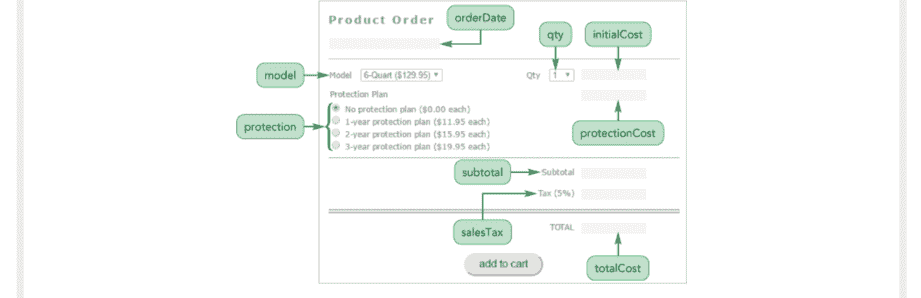 Product Order
orderDate
qty
initialCost
model
Model 6-Quart ($129.95)
Qty 1
Protection Plan
protection
No protection plan ($0.00 each)
1-year protection plan ($11.95 each)
2-year protection plan ($15.95 each)
3-year protection plan ($19.95 each)
protectionCost
subtotal
Subtotal
Tax (5%)
salesTax
TOTAL
add to cart
totalCost